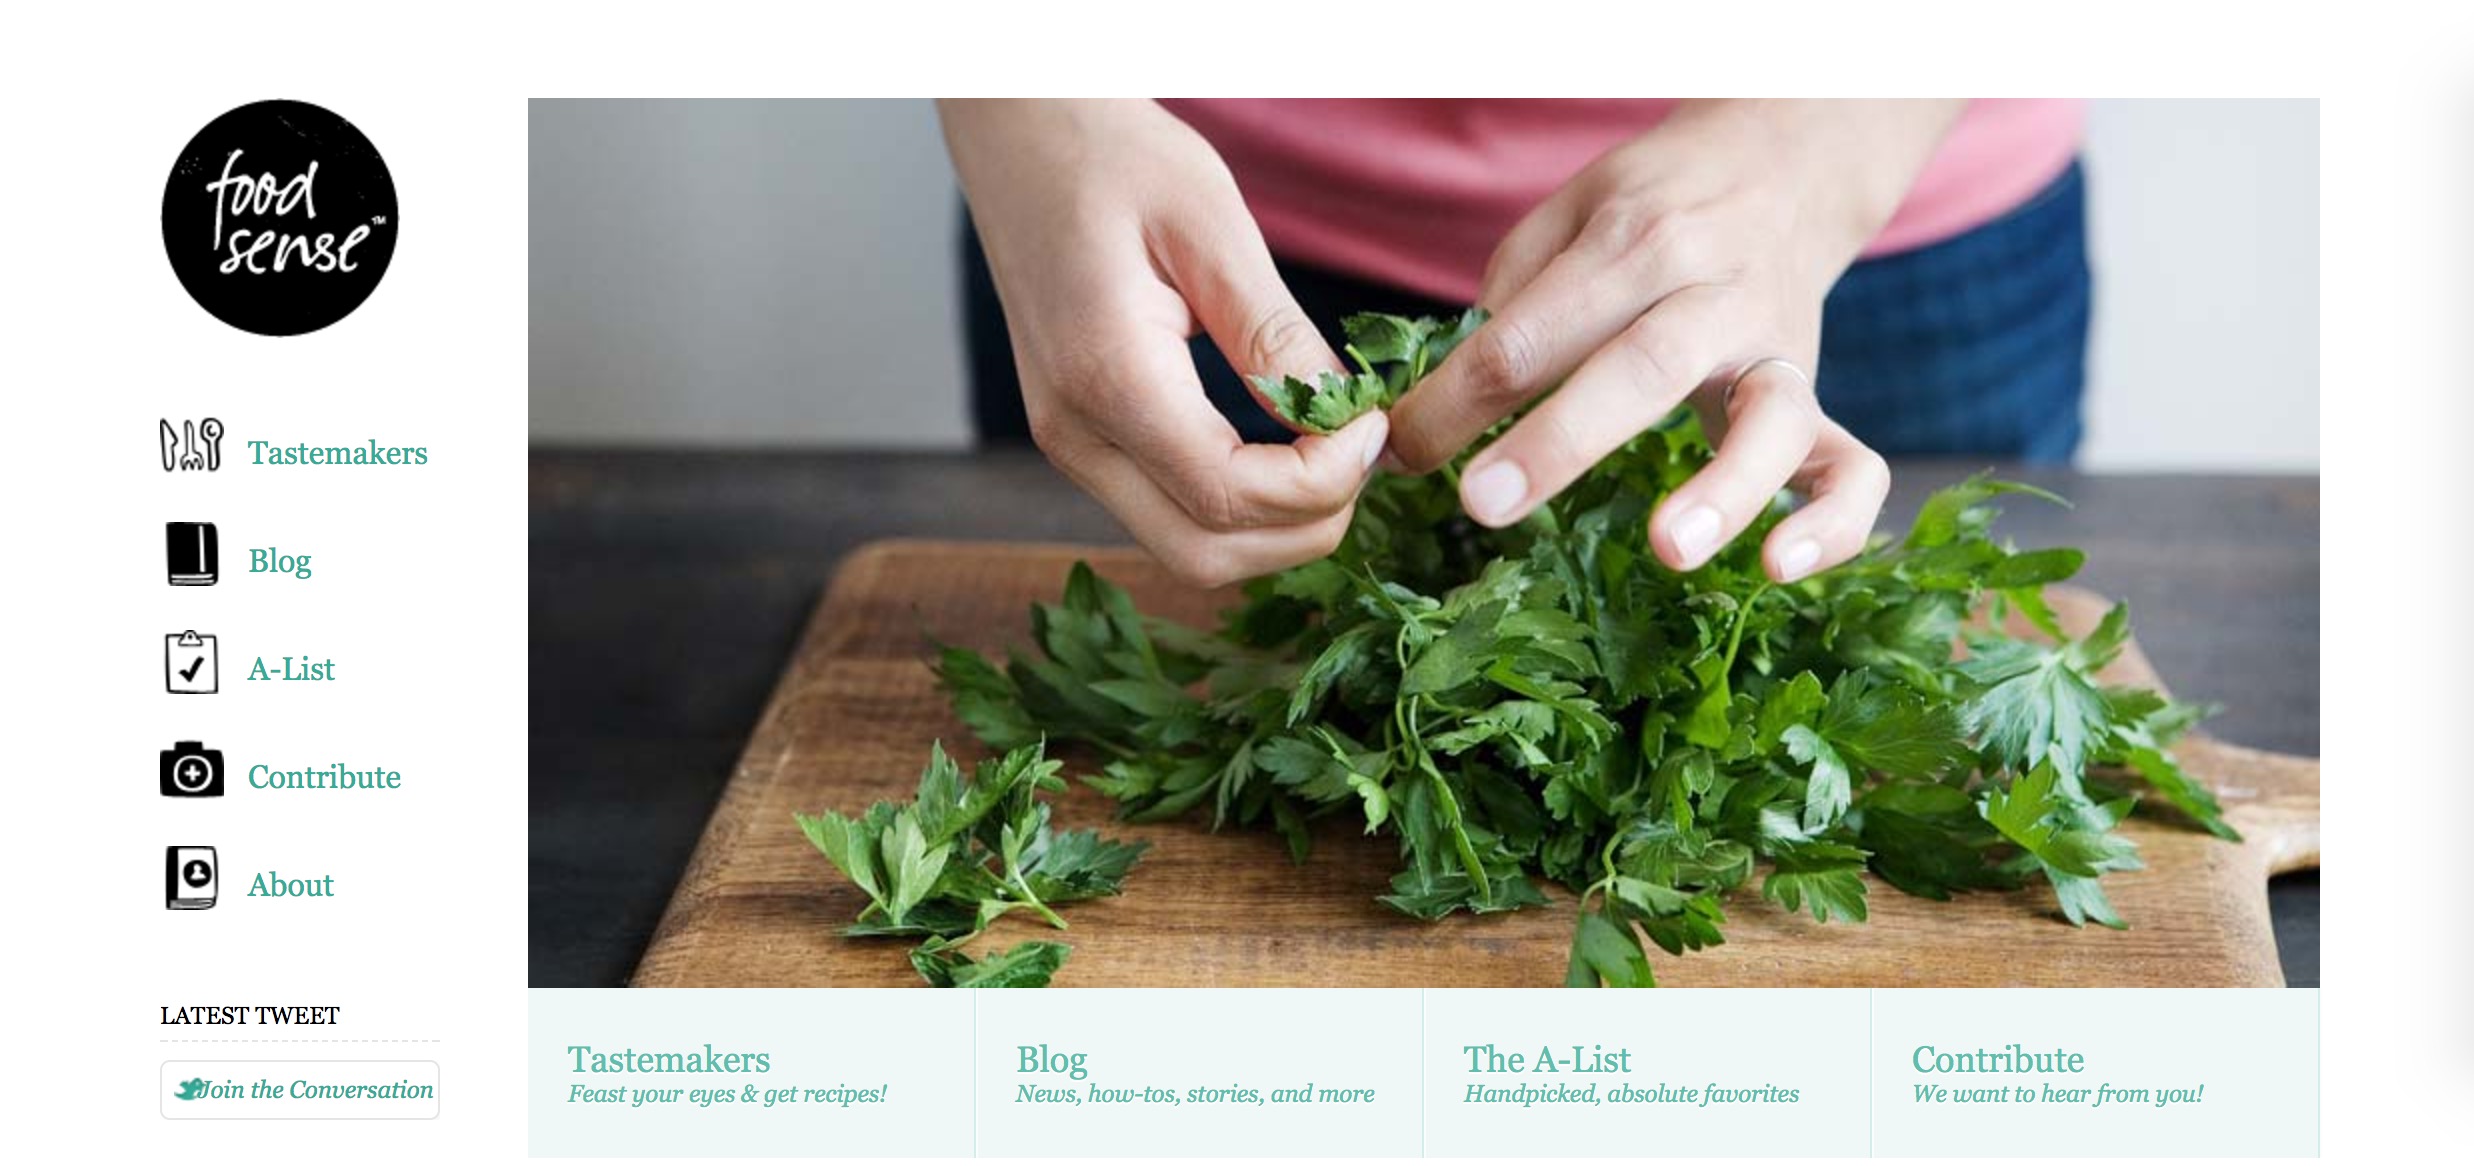 food
sense™
Tastemakers
Blog
A-List
Contribute
About
LATEST TWEET
Join the Conversation
Tastemakers
Feast your eyes & get recipes!
Blog
News, how-tos, stories, and more
The A-List
Handpicked, absolute favorites
Contribute
We want to hear from you!